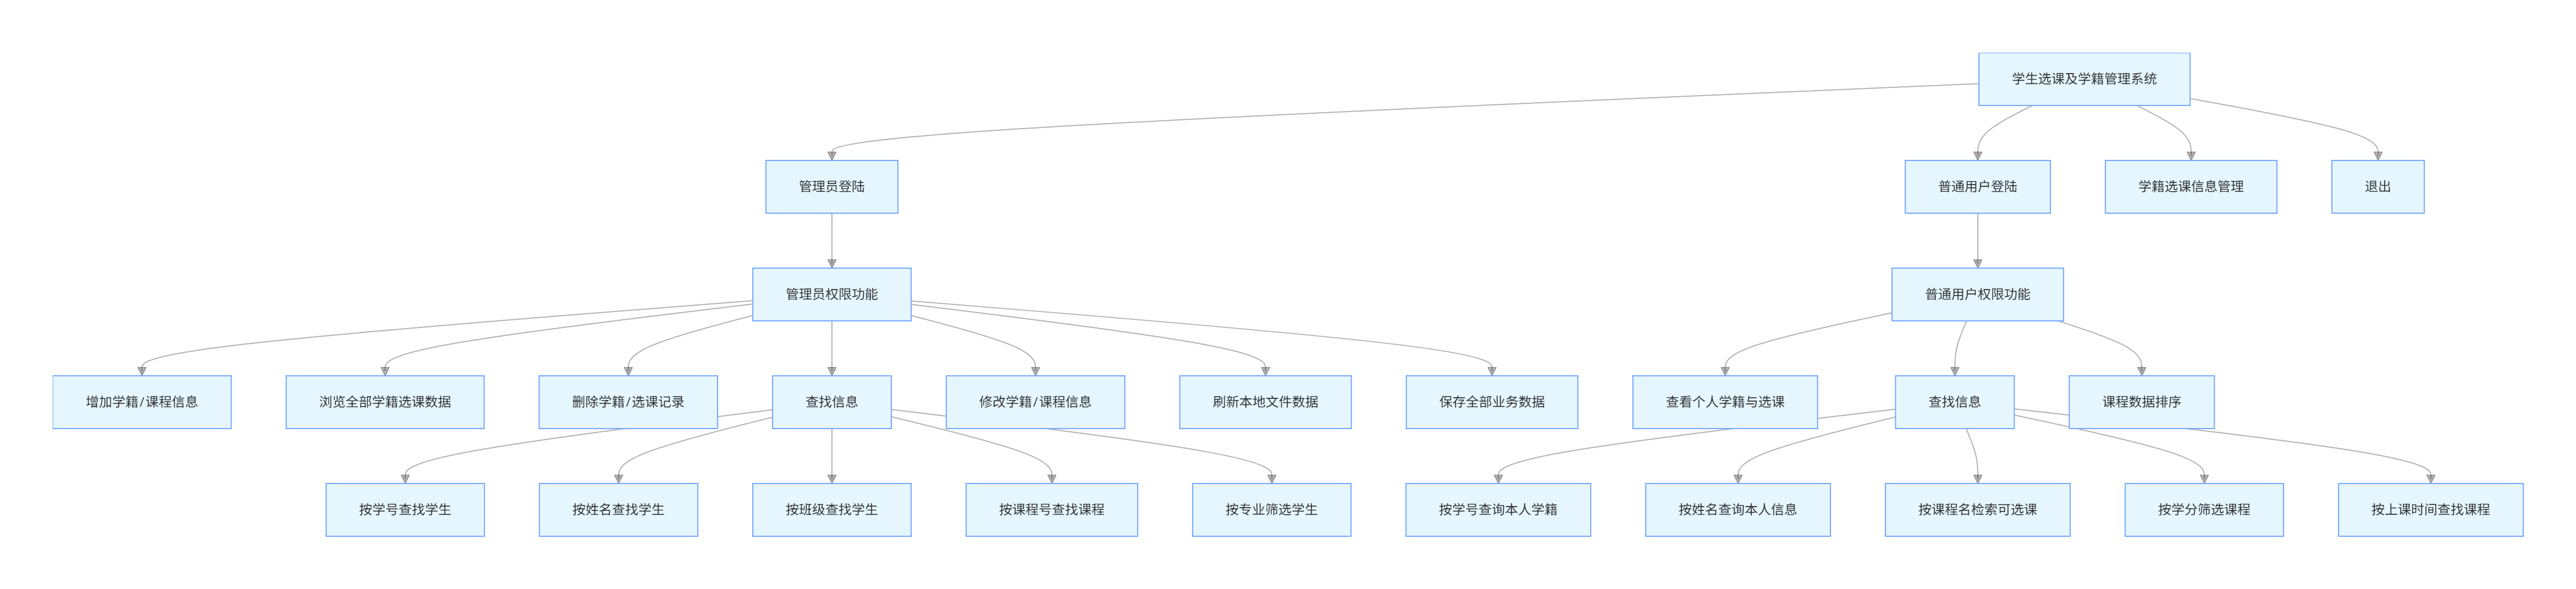 学生选课及学籍管理系统
管理员登陆
普通用户登陆
学籍选课信息管理
退出
管理员权限功能
普通用户权限功能
增加学籍/课程信息
浏览全部学籍选课数据
删除学籍/选课记录
查找信息
修改学籍/课程信息
刷新本地文件数据
保存全部业务数据
查看个人学籍与选课
查找信息
课程数据排序
按学号查找学生
按姓名查找学生
按班级查找学生
按课程号查找课程
按专业筛选学生
按学号查询本人学籍
按姓名查询本人信息
按课程名检索可选课
按学分筛选课程
按上课时间查找课程